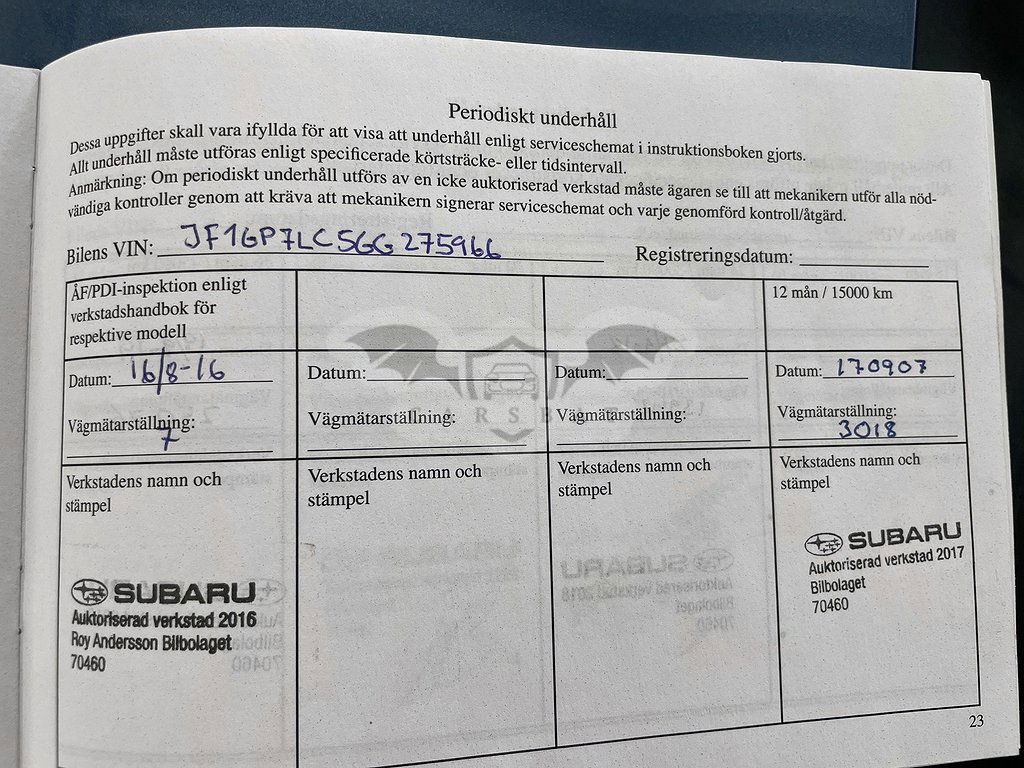 Periodiskt underhåll
Dessa uppgifter skall vara ifyllda för att visa att underhåll enligt serviceschemat i instruktionsboken gjorts.
Allt underhåll måste utföras enligt specificerade körtsträcke- eller tidsintervall.
Anmärkning: Om periodiskt underhåll utförs av en icke auktoriserad verkstad måste ägaren se till att mekanikern utför alla nöd-
vändiga kontroller genom att kräva att mekanikern signerar serviceschemat och varje genomförd kontroll/åtgärd.
Bilens VIN: JF1GP7LC5GG275966 Registreringsdatum:
ÅF/PDI-inspektion enligt
verkstadshandbok för
respektive modell
12 mån / 15000 km
Datum: 16/8-16
Vägmätarställning:
7
Datum:
Vägmätarställning:
Datum:
Vägmätarställning:
Datum: 170907
Vägmätarställning:
3018
Verkstadens namn och
stämpel
SUBARU
Auktoriserad verkstad 2016
Roy Andersson Bilbolaget
70460
Verkstadens namn och
stämpel
Verkstadens namn och
stämpel
Verkstadens namn och
stämpel
SUBARU
Auktoriserad verkstad 2017
Bilbolaget
70460
R S B
23